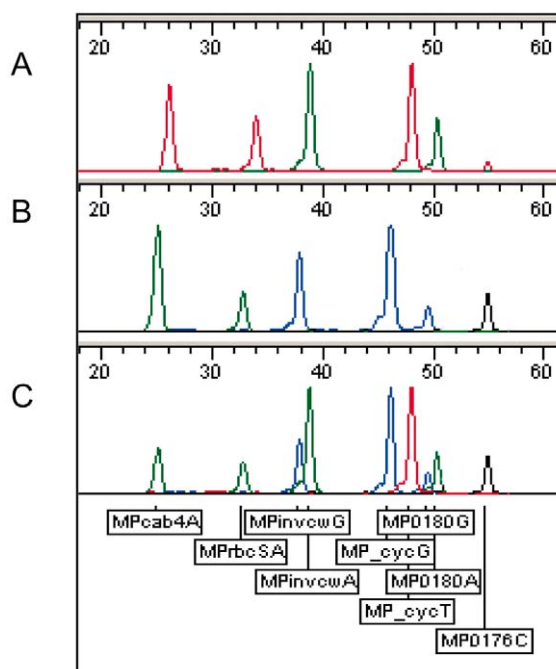 20 30 40 50 60
A
20 30 40 50 60
B
20 30 40 50 60
C
MPcab4A MPinvcwG MP0180G
MPrbcSA MP_cycG
MPinvcwA MP0180A
MP_cycT
MP0176C